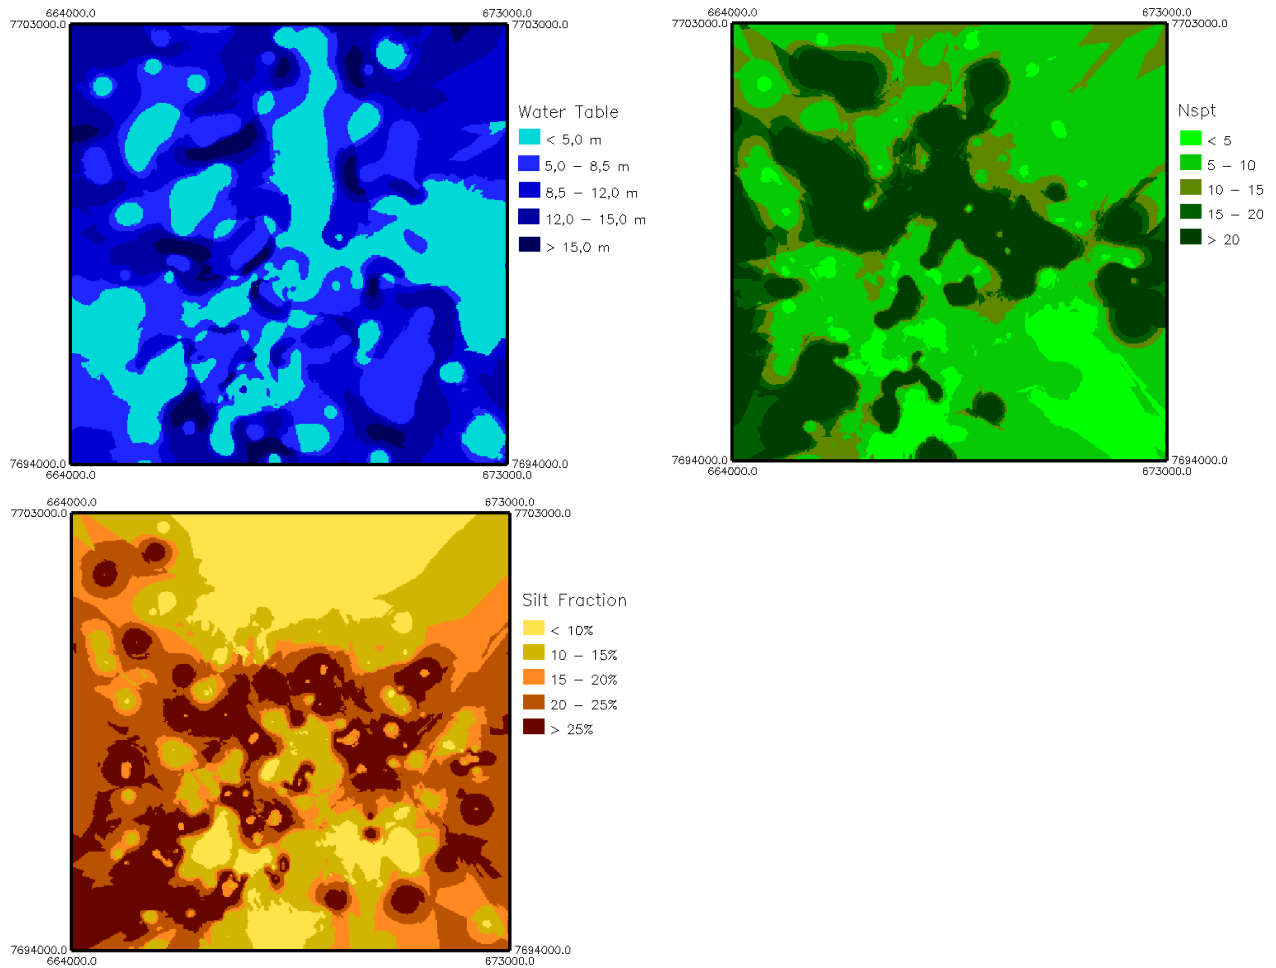 664000.0 673000.0
7703000.0 7703000.0
Water Table
< 5,0 m
5,0 – 8,5 m
8,5 – 12,0 m
12,0 – 15,0 m
> 15,0 m
7694000.0 7694000.0
664000.0 673000.0
664000.0 673000.0
7703000.0 7703000.0
Nspt
< 5
5 – 10
10 – 15
15 – 20
> 20
7694000.0 7694000.0
664000.0 673000.0
664000.0 673000.0
7703000.0 7703000.0
Silt Fraction
< 10%
10 – 15%
15 – 20%
20 – 25%
> 25%
7694000.0 7694000.0
664000.0 673000.0